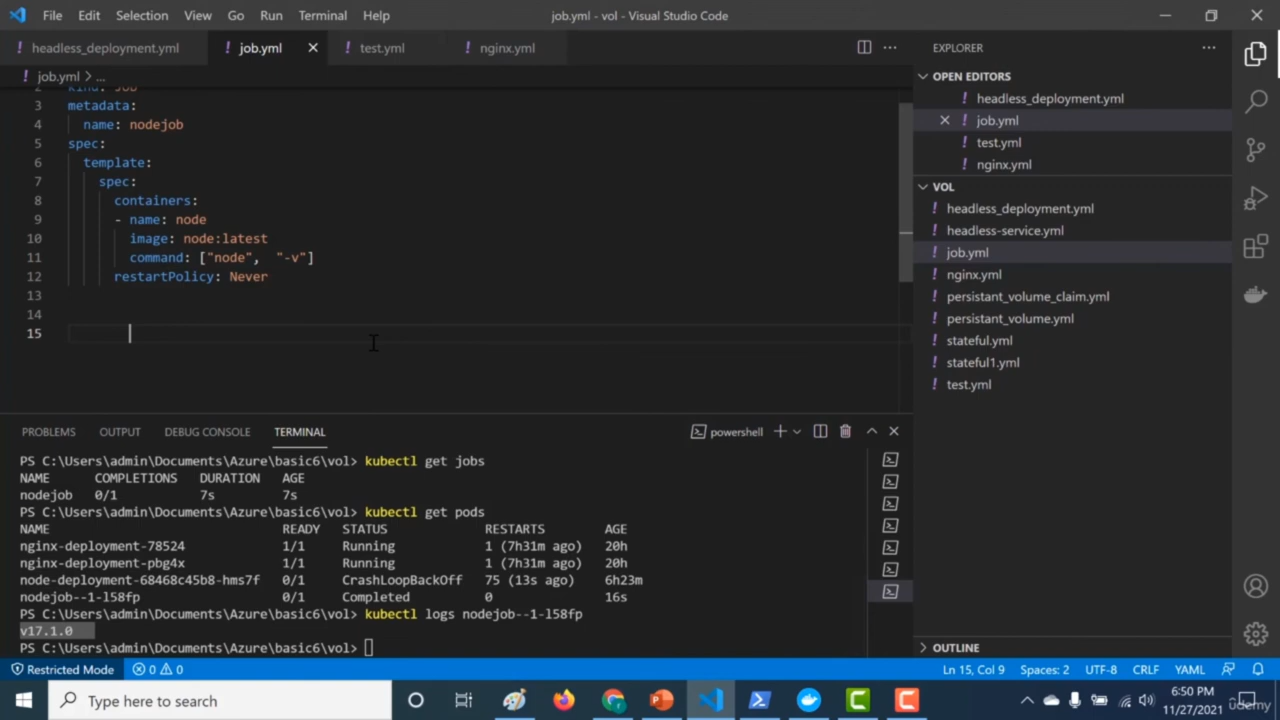 File Edit Selection View Go Run Terminal Help job.yml - vol - Visual Studio Code
headless_deployment.yml job.yml test.yml nginx.yml
job.yml > ...
2 kind: Job
3 metadata:
4 name: nodejob
5 spec:
6 template:
7 spec:
8 containers:
9 - name: node
10 image: node:latest
11 command: ["node", "-v"]
12 restartPolicy: Never
13
14
15
EXPLORER
OPEN EDITORS
headless_deployment.yml
job.yml
test.yml
nginx.yml
VOL
headless_deployment.yml
headless-service.yml
job.yml
nginx.yml
persistant_volume_claim.yml
persistant_volume.yml
stateful.yml
stateful1.yml
test.yml
OUTLINE
PROBLEMS OUTPUT DEBUG CONSOLE TERMINAL powershell
PS C:\Users\admin\Documents\Azure\basic6\vol> kubectl get jobs
NAME COMPLETIONS DURATION AGE
nodejob 0/1 7s 7s
PS C:\Users\admin\Documents\Azure\basic6\vol> kubectl get pods
NAME READY STATUS RESTARTS AGE
nginx-deployment-78524 1/1 Running 1 (7h31m ago) 20h
nginx-deployment-pbg4x 1/1 Running 1 (7h31m ago) 20h
node-deployment-68468c45b8-hms7f 0/1 CrashLoopBackOff 75 (13s ago) 6h23m
nodejob--1-l58fp 0/1 Completed 0 16s
PS C:\Users\admin\Documents\Azure\basic6\vol> kubectl logs nodejob--1-l58fp
v17.1.0
PS C:\Users\admin\Documents\Azure\basic6\vol>
Restricted Mode 0 0 Ln 15, Col 9 Spaces: 2 UTF-8 CRLF YAML
Type here to search
6:50 PM
11/27/2021
udemy